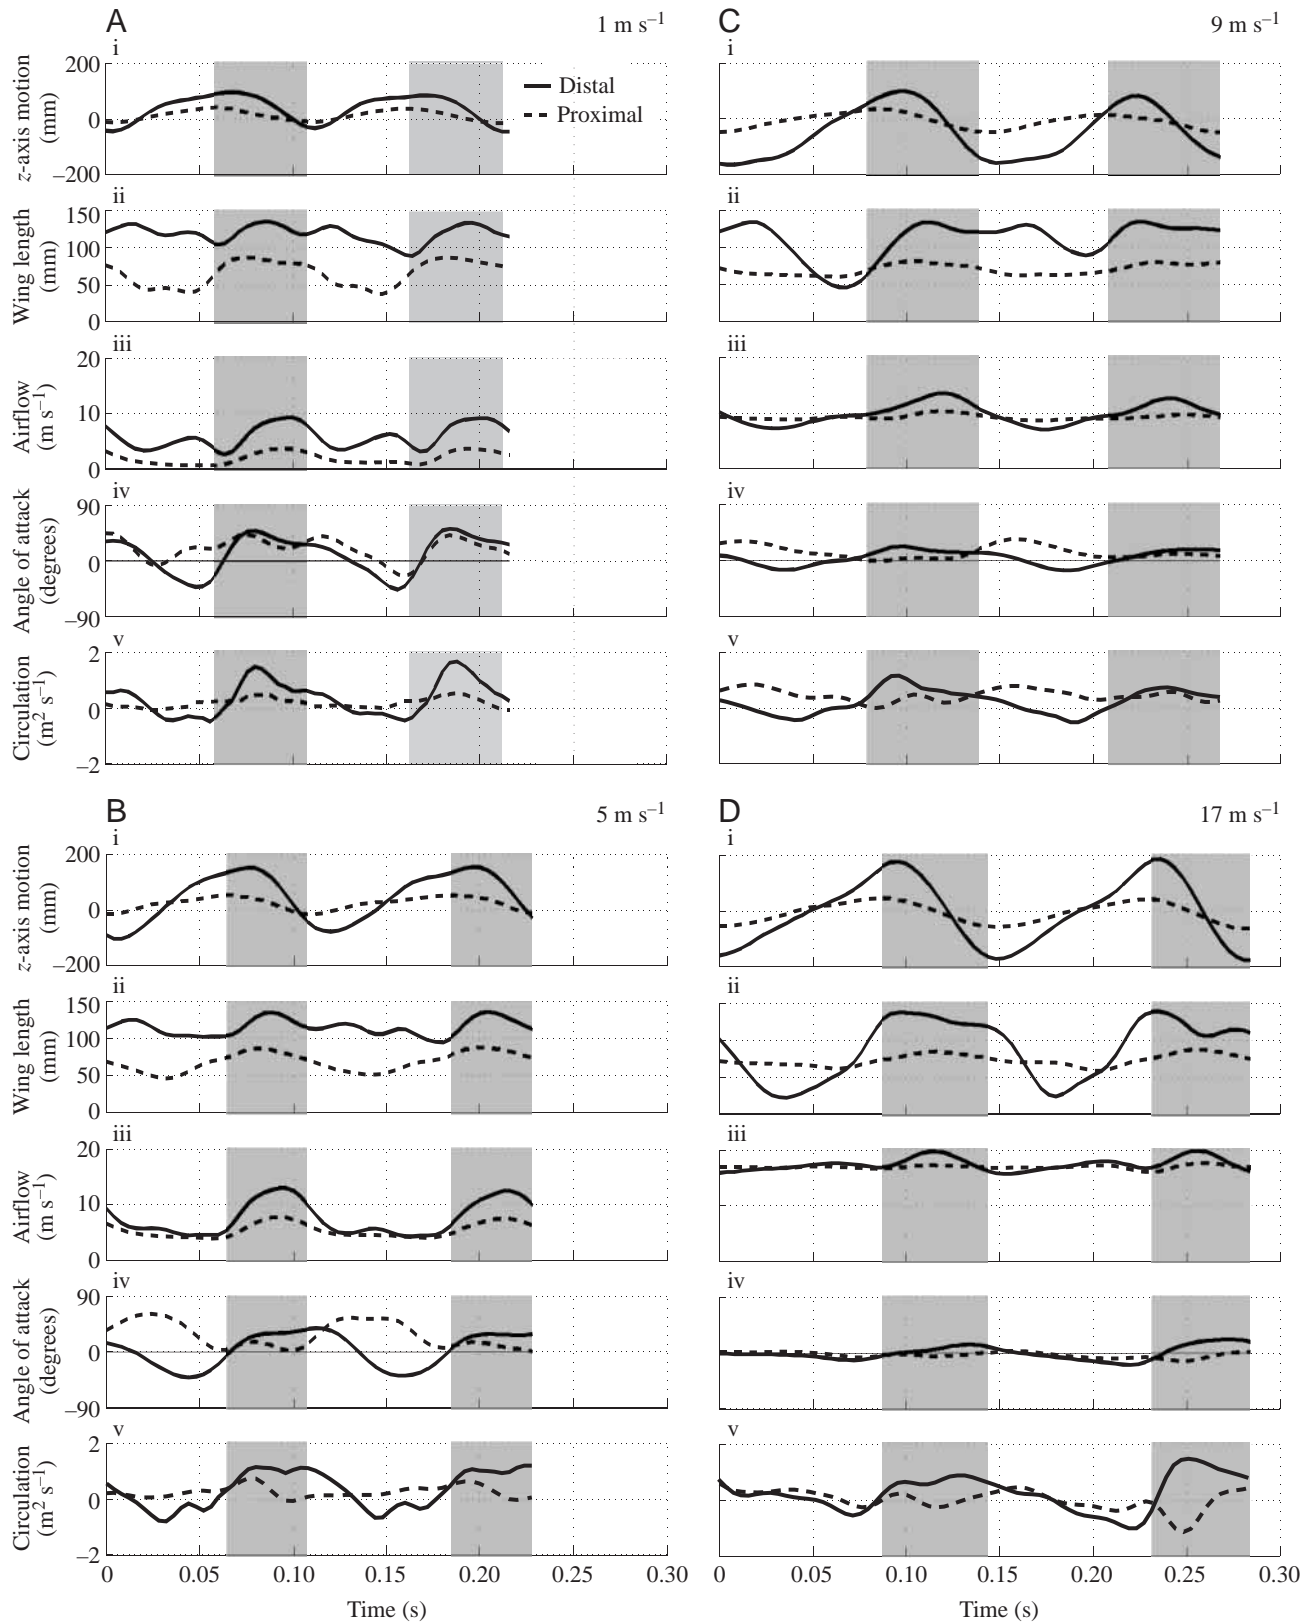 A
1 m s–1
i
200
0
–200
z-axis motion
(mm)
Distal
Proximal
ii
150
100
50
0
Wing length
(mm)
iii
20
10
0
Airflow
(m s–1)
iv
90
0
–90
Angle of attack
(degrees)
v
2
0
–2
Circulation
(m2 s–1)
C
9 m s–1
i
ii
iii
iv
v
B
5 m s–1
i
200
0
–200
z-axis motion
(mm)
ii
150
100
50
0
Wing length
(mm)
iii
20
10
0
Airflow
(m s–1)
iv
90
0
–90
Angle of attack
(degrees)
v
2
0
–2
Circulation
(m2 s–1)
0 0.05 0.10 0.15 0.20 0.25 0.30
Time (s)
D
17 m s–1
i
ii
iii
iv
v
0 0.05 0.10 0.15 0.20 0.25 0.30
Time (s)